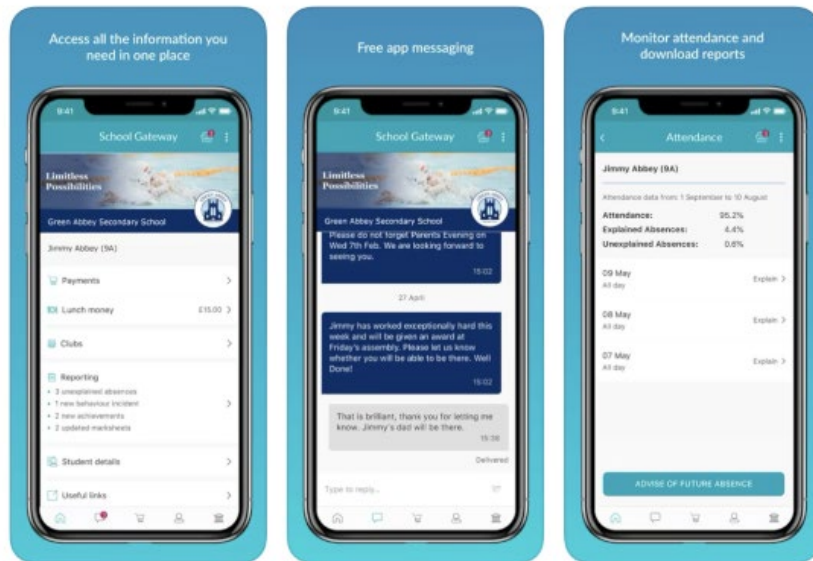 Access all the information you
need in one place
9:41
School Gateway
Limitless
Possibilities
Green Abbey Secondary School
Jimmy Abbey (9A)
Payments
Lunch money £15.00
Clubs
Reporting
• 3 unexplained absences
• 1 new behaviour incident
• 2 new achievements
• 2 updated marksheets
Student details
Useful links
Free app messaging
9:41
School Gateway
Limitless
Possibilities
Green Abbey Secondary School
Please do not forget Parents Evening on
Wed 7th Feb. We are looking forward to
seeing you.
15:02
27 April
Jimmy has worked exceptionally hard this
week and will be given an award at
Friday's assembly. Please let us know
whether you will be able to be there. Well
Done!
15:02
That is brilliant, thank you for letting me
know. Jimmy's dad will be there.
15:36
Delivered
Type to reply...
Monitor attendance and
download reports
9:41
Attendance
Jimmy Abbey (9A)
Attendance data from: 1 September to 10 August
Attendance: 95.2%
Explained Absences: 4.4%
Unexplained Absences: 0.6%
09 May
All day
Explain >
08 May
All day
Explain >
07 May
All day
Explain >
ADVISE OF FUTURE ABSENCE